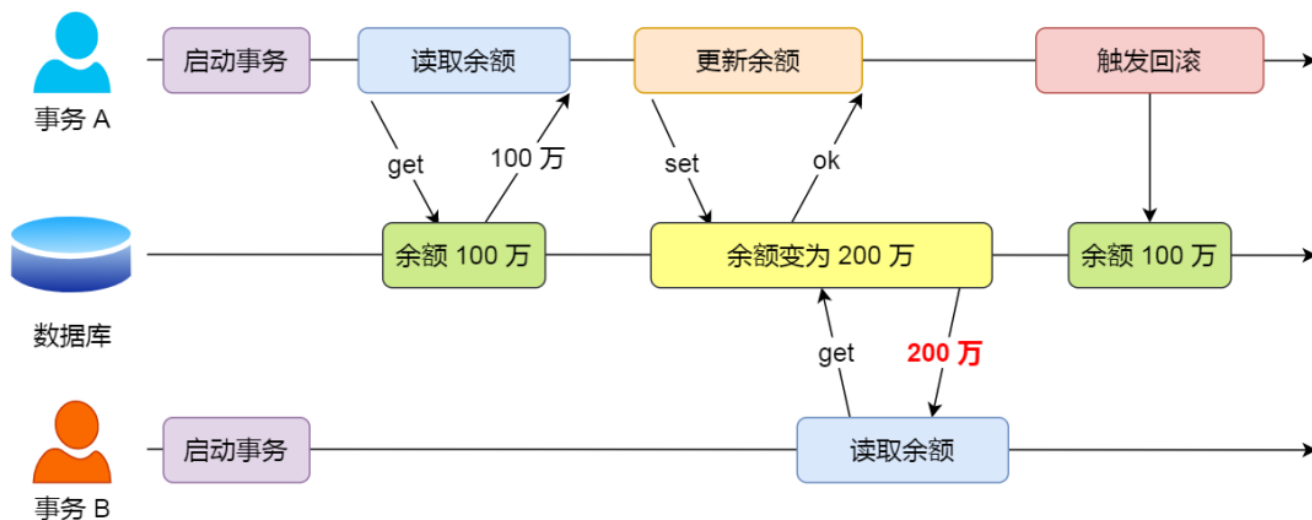 启动事务
读取余额
更新余额
触发回滚
事务 A
get
100 万
set
ok
余额 100 万
余额变为 200 万
余额 100 万
数据库
get
200 万
启动事务
读取余额
事务 B